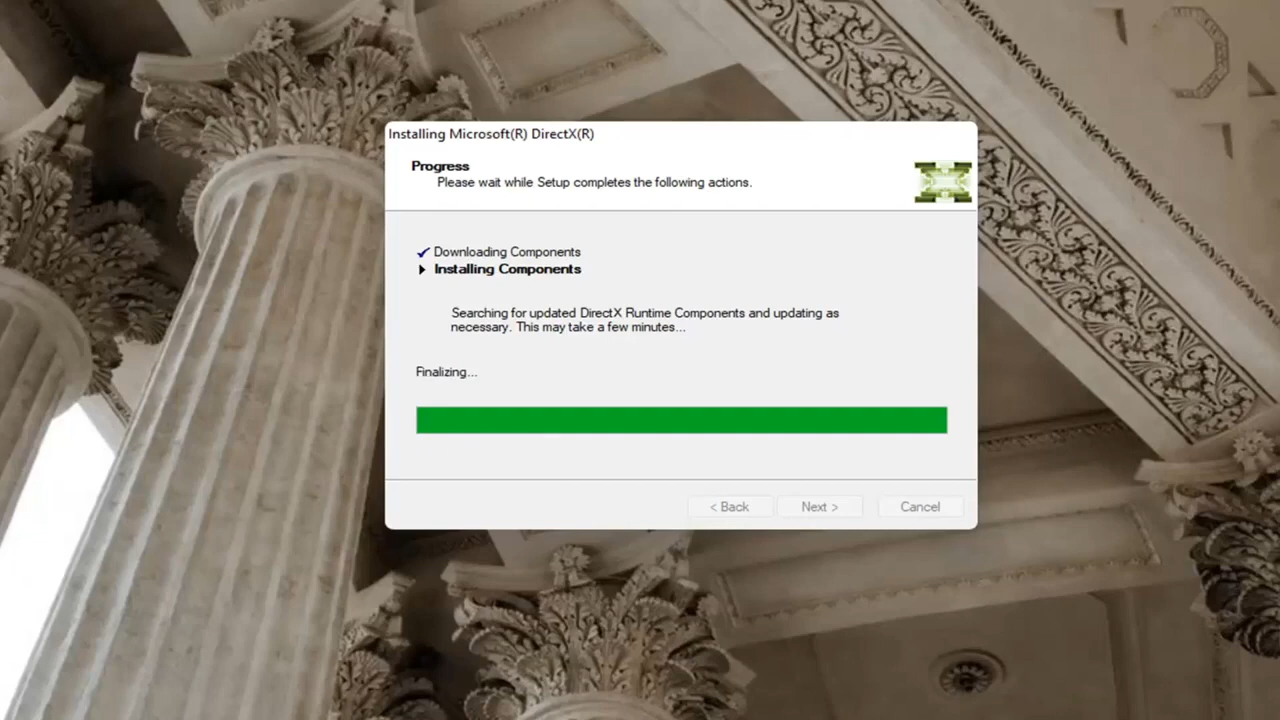 Installing Microsoft(R) DirectX(R)
Progress
Please wait while Setup completes the following actions.
Downloading Components
Installing Components
Searching for updated DirectX Runtime Components and updating as
necessary. This may take a few minutes...
Finalizing...
< Back
Next >
Cancel